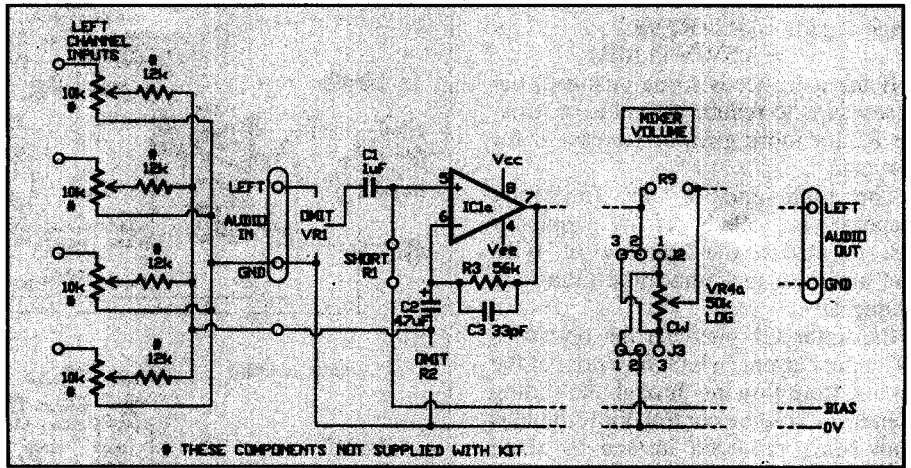 LEFT
CHANNEL
INPUTS
#
12k
10k
#
#
12k
10k
#
#
12k
10k
#
#
12k
10k
#
LEFT
AUDIO
IN
GND
OMIT
VR1
C1
1uF
SHORT
R1
5
+
6
-
IC1a
Vcc
8
7
4
Vee
R3 56k
C3 33pF
+
C2
47uF
OMIT
R2
MIXER
VOLUME
R9
3 2 1
J2
VR4a
50k
LOG
CW
J3
1 2 3
LEFT
AUDIO
OUT
GND
BIAS
0V
# THESE COMPONENTS NOT SUPPLIED WITH KIT